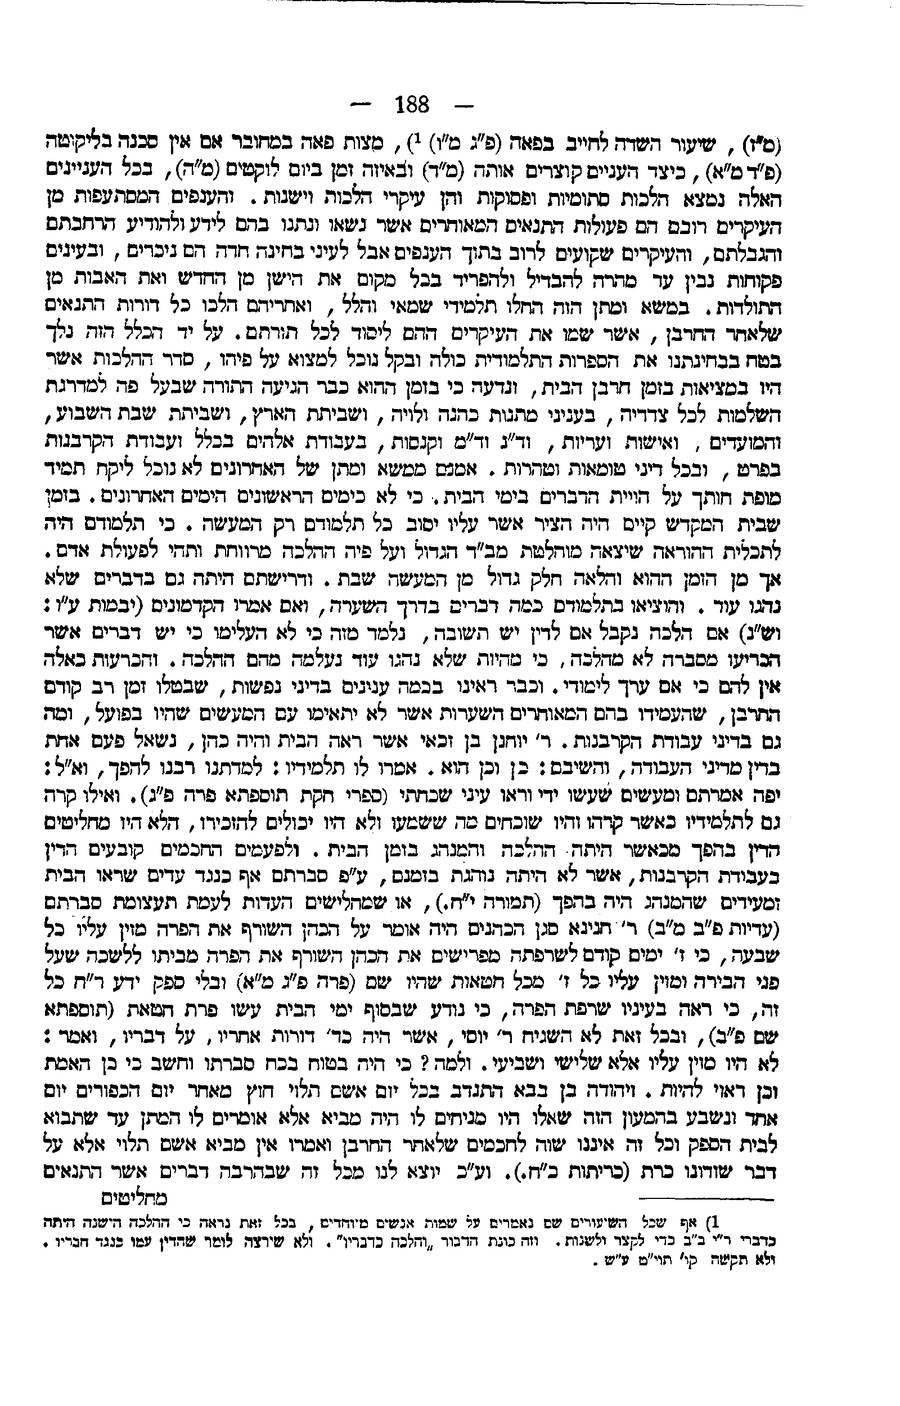 — 188 —
(מ"ז), שיעור השדה לחייב בפאה (פ"ג מ"ו) 1), מצות פאה במחובר אם אין סכנה בליקוטה
(פ"ד מ"א), כיצד העניים קוצרים אותה (מ"ד) ובאיזה זמן ביום לוקטים (מ"ה), בכל העניינים
האלה נמצא הלכות סתומיות ופסוקות והן עיקרי הלכות וישנות. והענפים המסתעפות מן
העיקרים רובם הם פעולות התנאים המאוחרים אשר נשאו ונתנו בהם לידע ולהודיע הרחבתם
והגבלתם, והעיקרים שקועים לרוב בתוך הענפים אבל לעיני בחינה חדה הם ניכרים, ובעינים
פקוחות נבין עד מהרה להבדיל ולהפריד בכל מקום את הישן מן החדש ואת האבות מן
התולדות. במשא ומתן הוה החלו תלמידי שמאי והלל, ואחריהם הלכו כל דורות התנאים
שלאחר החרבן, אשר שמו את העיקרים ההם ליסוד לכל תורתם. על יד הכלל הזה נלך
בטח בבחינתנו את הספרות התלמודית כולה ובקל נוכל למצוא על פיהו, סדר ההלכות אשר
היו במציאות בזמן חרבן הבית, ונדעה כי בזמן ההוא כבר הגיעה התורה שבעל פה למדרגת
השלמות לכל צדדיה, בעניני מתנות כהנה ולויה, ושביתת הארץ, ושביתת שבת השבוע,
והמועדים, ואישות ועריות, וד"נ וד"מ וקנסות, בעבודת אלהים בכלל ועבודת הקרבנות
בפרט, ובכל דיני טומאות וטהרות. אמנם ממשא ומתן של האחרונים לא נוכל ליקח תמיד
מופת חותך על הויית הדברים בימי הבית. כי לא כימים הראשונים הימים האחרונים. בזמן
שבית המקדש קיים היה הציר אשר עליו יסוב כל תלמודם רק המעשה. כי תלמודם היה
לתכלית ההוראה שיצאה מוחלטת מב"ד הגדול ועל פיה ההלכה מרווחת ותהי לפעולת אדם.
אך מן הזמן ההוא והלאה חלק גדול מן המעשה שבת. ודרישתם היתה גם בדברים שלא
נהגו עוד. והוציאו בתלמודם כמה דברים בדרך השערה, ואם אמרו הקדמונים (יבמות ע"ו:
וש"נ) אם הלכה נקבל אם לדין יש תשובה, נלמד מזה כי לא העלימו כי יש דברים אשר
הכריעו מסברה לא מהלכה, כי מהיות שלא נהגו עוד נעלמה מהם ההלכה. והכרעות כאלה
אין להם כי אם ערך לימודי. וכבר ראינו בכמה ענינים בדיני נפשות, שבטלו זמן רב קודם
החרבן, שהעמידו בהם המאוחרים השערות אשר לא יתאימו עם המעשים שהיו בפועל, ומה
גם בדיני עבודת הקרבנות. ר' יוחנן בן זכאי אשר ראה הבית והיה כהן, נשאל פעם אחת
בדין מדיני העבודה, והשיבם: כן וכן הוא. אמרו לו תלמידיו: למדתנו רבנו להפך, וא"ל:
יפה אמרתם ומעשים שעשו ידי וראו עיני שכחתי (ספרי חקת תוספתא פרה פ"ג). ואילו קרה
גם לתלמידיו כאשר קרהו והיו שוכחים מה ששמעו ולא היו יכולים להזכירו, הלא היו מחליטים
הדין בהפך מכאשר היתה ההלכה והמנהג בזמן הבית. ולפעמים החכמים קובעים הדין
בעבודת הקרבנות, אשר לא היתה נוהגת בזמנם, ע"פ סברתם אף כנגד עדים שראו הבית
ומעידים שהמנהג היה בהפך (תמורה י"ח.), או שמחלישים העדות לעמת תעצומת סברתם
(עדיות פ"ב מ"ב) ר' חנינא סגן הכהנים היה אומר על הכהן השורף את הפרה מזין עליו כל
שבעה, כי ז' ימים קודם לשרפתה מפרישים את הכהן השורף את הפרה מביתו ללשכה שעל
פני הבירה ומזין עליו כל ז' מכל חטאות שהיו שם (פרה פ"ג מ"א) ובלי ספק ידע ר"ח כל
זה, כי ראה בעיניו שרפת הפרה, כי נודע שבסוף ימי הבית עשו פרת חטאת (תוספתא
שם פ"ב), ובכל זאת לא השגיח ר' יוסי, אשר היה כד' דורות אחריו, על דבריו, ואמר:
לא היו מזין עליו אלא שלישי ושביעי. ולמה? כי היה בטוח בכח סברתו וחשב כי כן האמת
וכן ראוי להיות. ויהודה בן בבא התנדב בכל יום אשם תלוי חוץ מאחר יום הכפורים יום
אחד ונשבע בהמעון הזה שאלו היו מניחים לו היה מביא אלא אומרים לו המתן עד שתבוא
לבית הספק וכל זה איננו שוה לחכמים שלאחר החרבן ואמרו אין מביא אשם תלוי אלא על
דבר שזדונו כרת (כריתות כ"ח.). וע"כ יוצא לנו מכל זה שבהרבה דברים אשר התנאים
מחליטים
1) אף שכל השיעורים שם נאמרים על שמות אנשים מיוחדים, בכל זאת נראה כי ההלכה הישנה היתה
כדברי ר"י ב"ב כדי לקצר ולשנות. וזה כונת הדבור „והלכה כדבריו". ולא שירצה לומר שהדין עמו כנגד חבריו.
ולא תקשה קו' תוי"ט ע"ש.